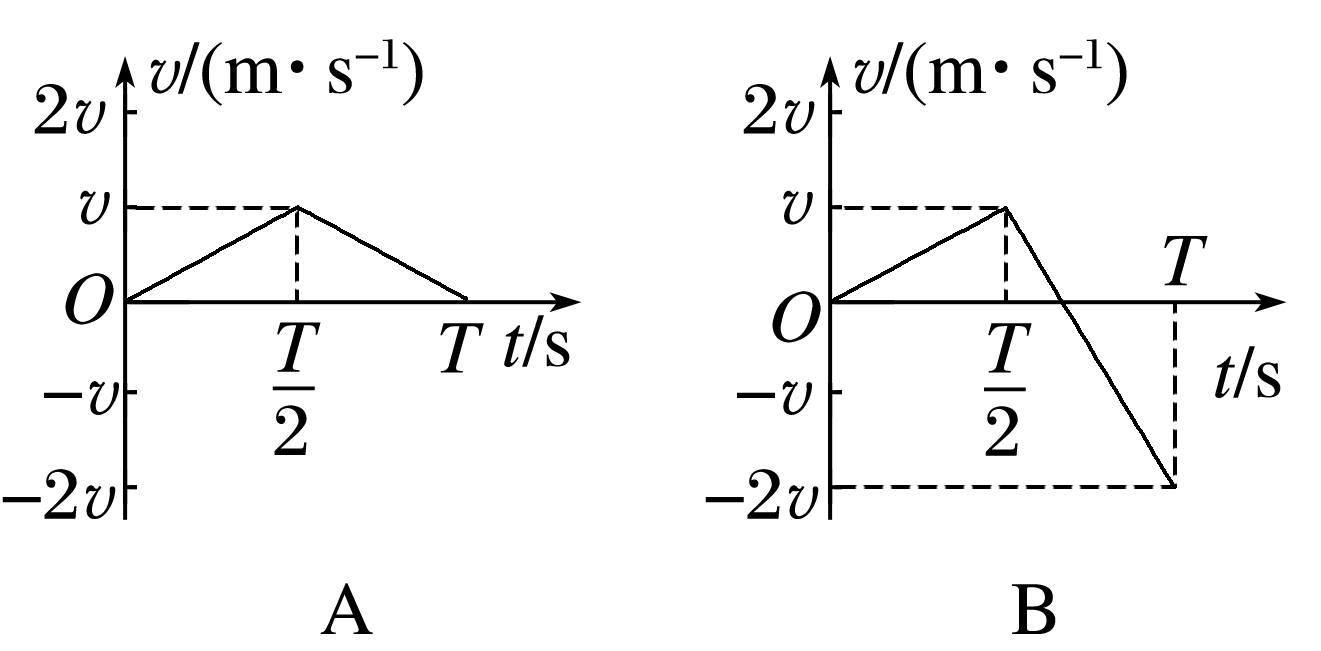 v/(m· s⁻¹)
2v
v
O
T/2
T
t/s
−v
−2v
A
v/(m· s⁻¹)
2v
v
T
O
T/2
t/s
−v
−2v
B